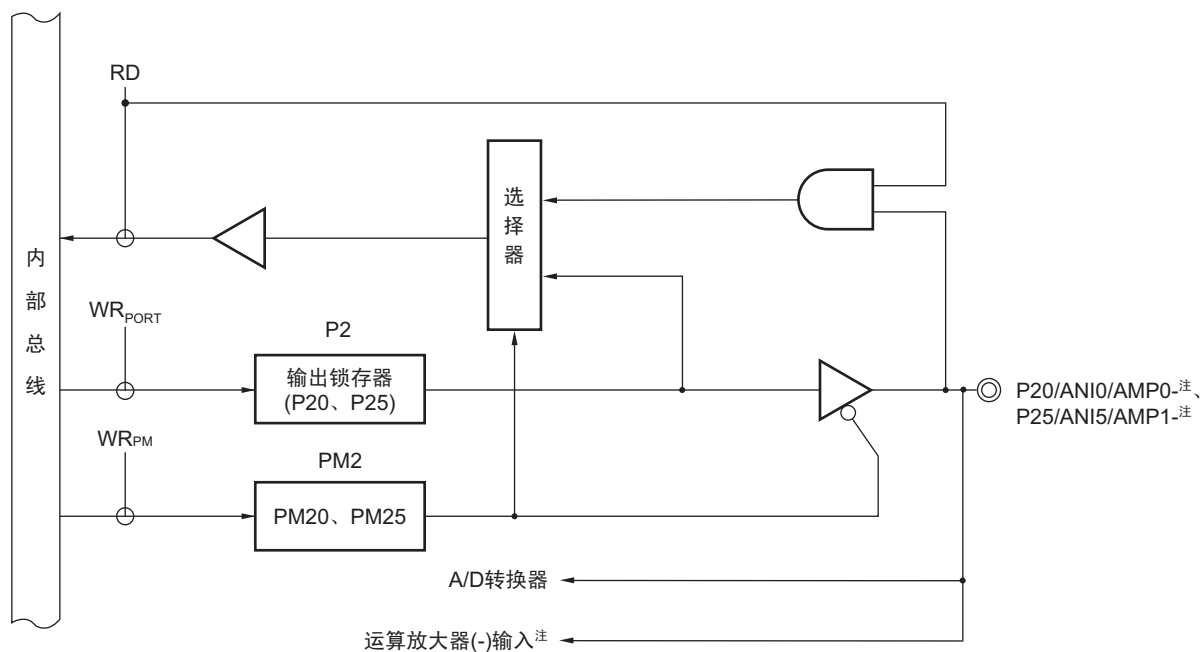 RD
选择器
内部总线
WRPORT
P2
输出锁存器
(P20、P25)
P20/ANI0/AMP0-注、
P25/ANI5/AMP1-注
WRPM
PM2
PM20、PM25
A/D转换器
运算放大器(-)输入注